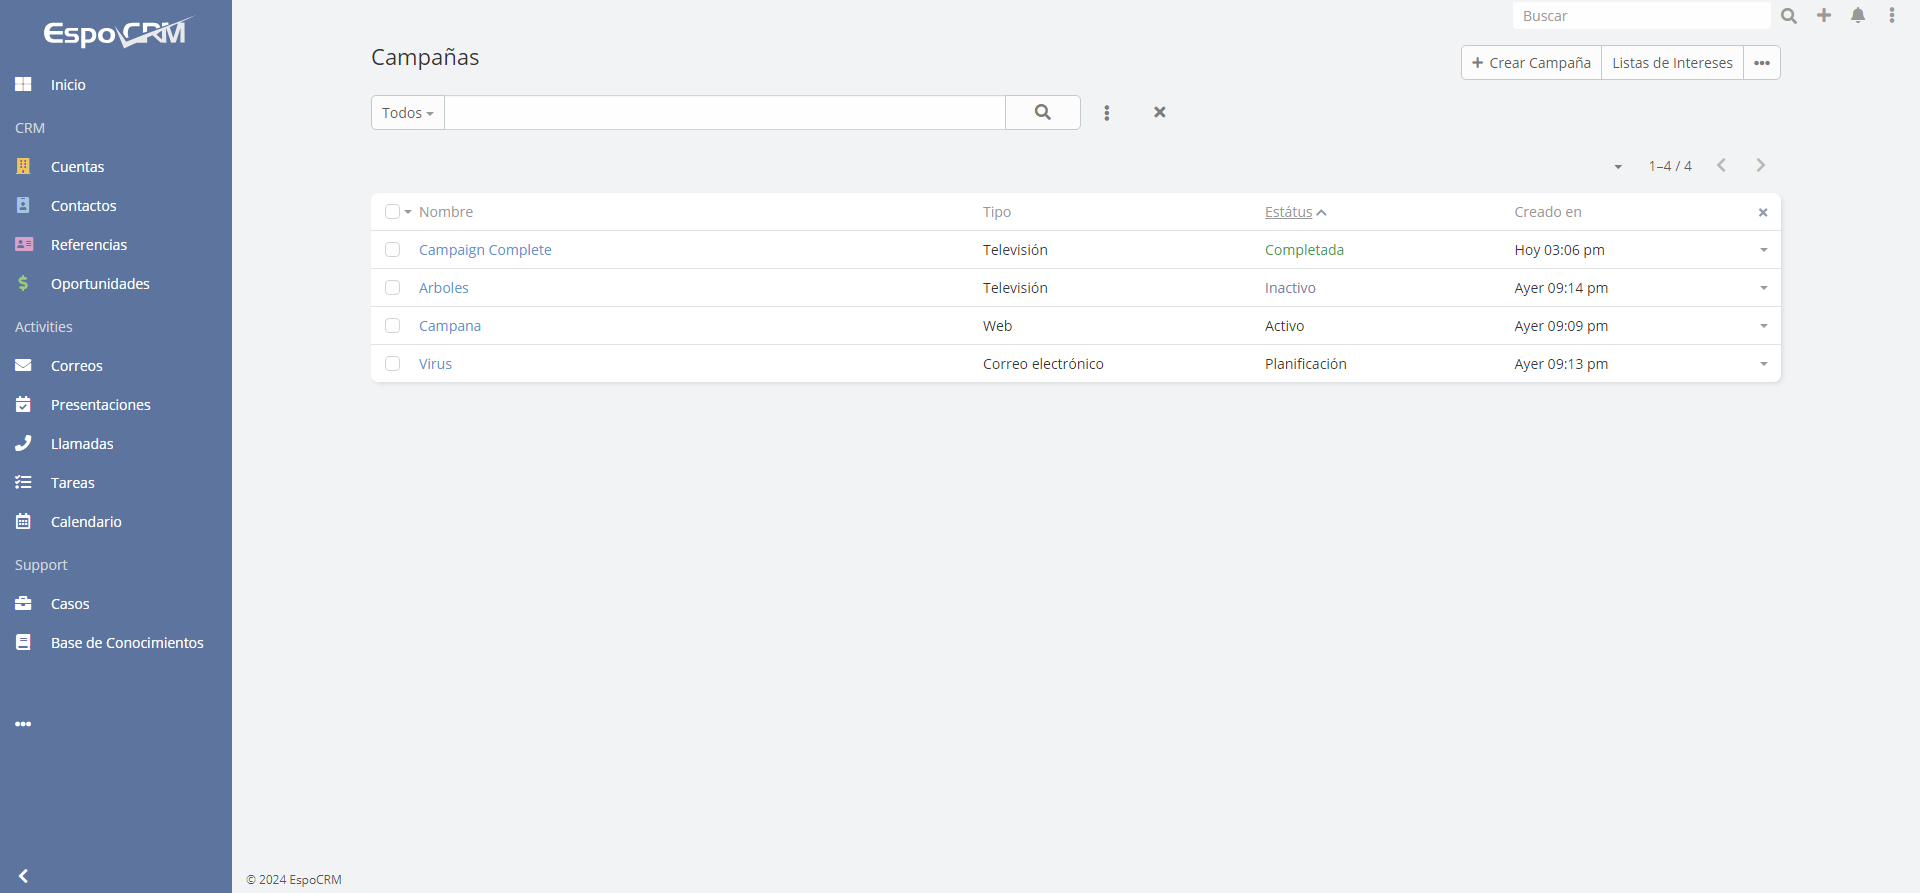 EspoCRM
Inicio
CRM
Cuentas
Contactos
Referencias
Oportunidades
Activities
Correos
Presentaciones
Llamadas
Tareas
Calendario
Support
Casos
Base de Conocimientos
Buscar
Campañas
Crear Campaña
Listas de Intereses
Todos
1–4 / 4
Nombre Tipo Estátus Creado en
Campaign Complete Televisión Completada Hoy 03:06 pm
Arboles Televisión Inactivo Ayer 09:14 pm
Campana Web Activo Ayer 09:09 pm
Virus Correo electrónico Planificación Ayer 09:13 pm
© 2024 EspoCRM